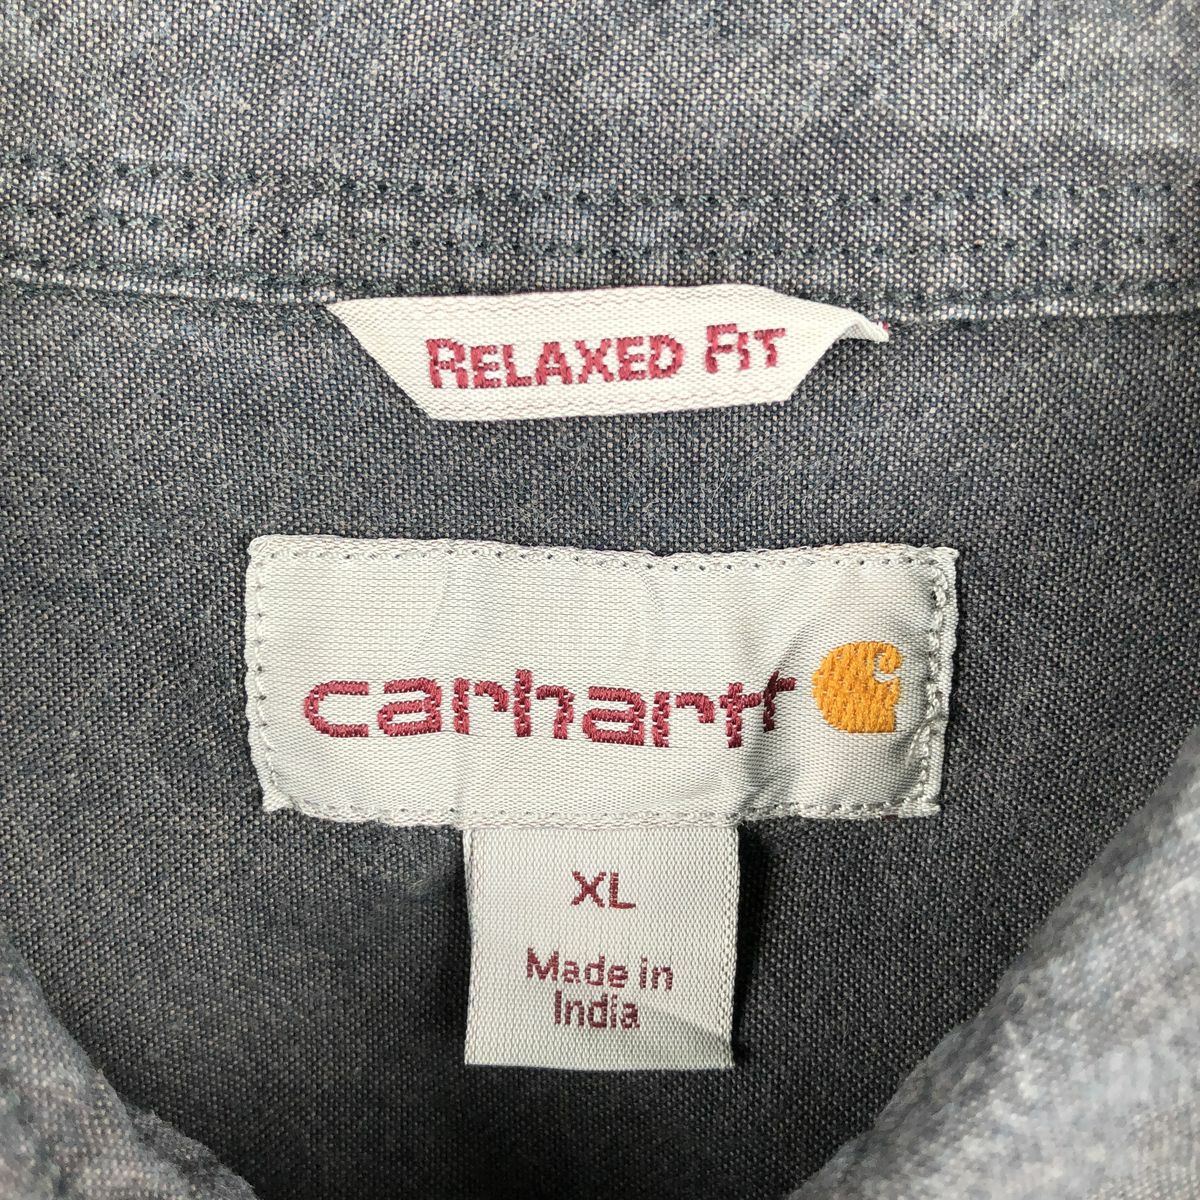 RELAXED FIT
carhartt
XL
Made in
India